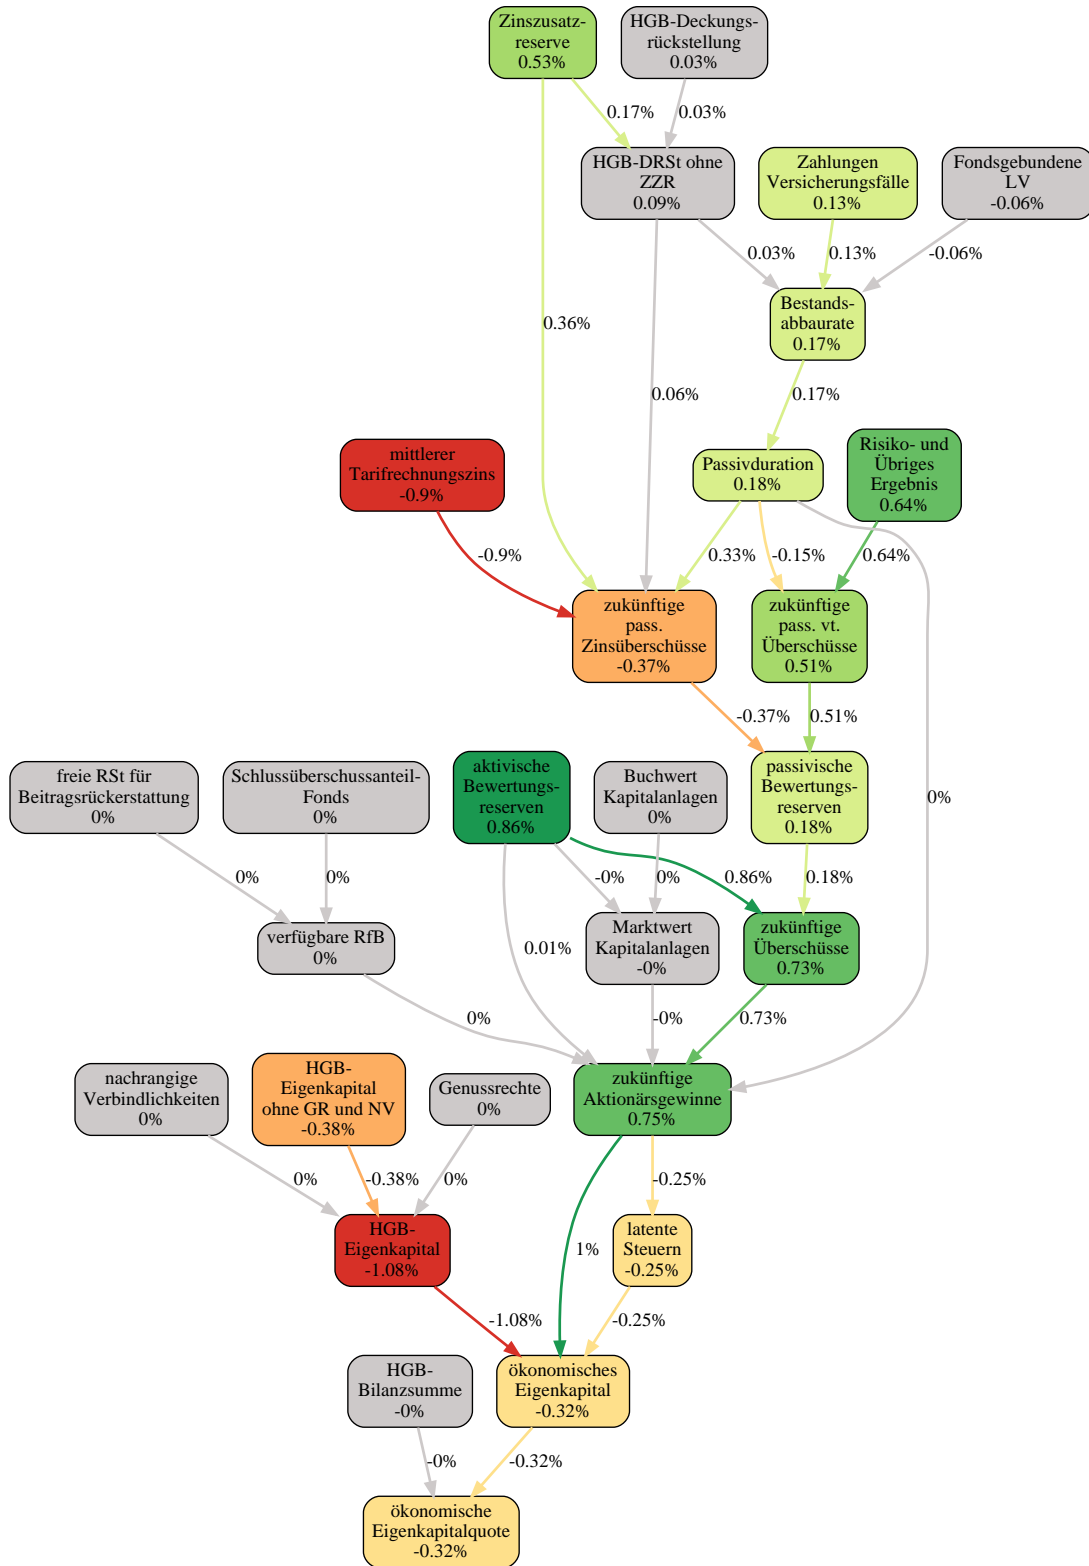 Zinszusatz-
reserve
0.53%
HGB-Deckungs-
rückstellung
0.03%
0.17%
0.03%
HGB-DRSt ohne
ZZR
0.09%
Zahlungen
Versicherungsfälle
0.13%
Fondsgebundene
LV
-0.06%
0.03%
0.13%
-0.06%
Bestands-
abbaurate
0.17%
0.36%
0.06%
0.17%
mittlerer
Tarifrechnungszins
-0.9%
Passivduration
0.18%
Risiko- und
Übriges
Ergebnis
0.64%
-0.9%
0.33%
-0.15%
0.64%
zukünftige
pass.
Zinsüberschüsse
-0.37%
zukünftige
pass. vt.
Überschüsse
0.51%
-0.37%
0.51%
0%
freie RSt für
Beitragsrückerstattung
0%
Schlussüberschussanteil-
Fonds
0%
aktivische
Bewertungs-
reserven
0.86%
Buchwert
Kapitalanlagen
0%
passivische
Bewertungs-
reserven
0.18%
0%
0%
-0%
0%
0.86%
0.18%
verfügbare RfB
0%
0.01%
Marktwert
Kapitalanlagen
-0%
zukünftige
Überschüsse
0.73%
0%
-0%
0.73%
nachrangige
Verbindlichkeiten
0%
HGB-
Eigenkapital
ohne GR und NV
-0.38%
Genussrechte
0%
zukünftige
Aktionärsgewinne
0.75%
0%
-0.38%
0%
-0.25%
HGB-
Eigenkapital
-1.08%
1%
latente
Steuern
-0.25%
-1.08%
-0.25%
HGB-
Bilanzsumme
-0%
ökonomisches
Eigenkapital
-0.32%
-0%
-0.32%
ökonomische
Eigenkapitalquote
-0.32%